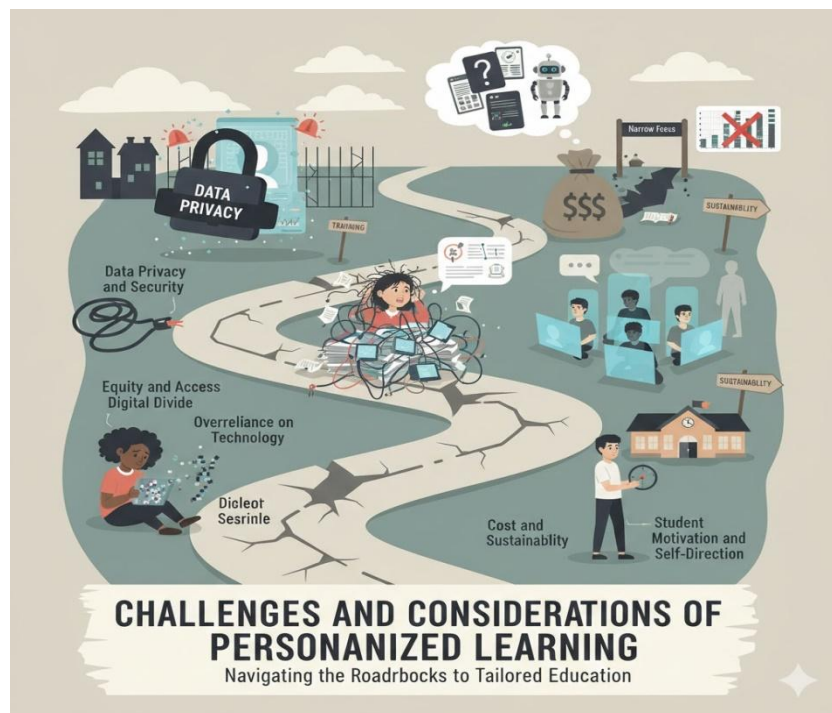 Narrow Feees
DATA
PRIVACY
$$$
SUSTAINABLITY
TRAINING
Data Privacy
and Security
Equity and Access
Digital Divide
Overreliance on
Technology
SUSTAINABLITY
Dicleot
Sesrinle
Cost and
Sustainablity
Student
Motivation and
Self-Direction
CHALLENGES AND CONSIDERATIONS OF
PERSONANIZED LEARNING
Navigating the Roadrbocks to Tailored Education